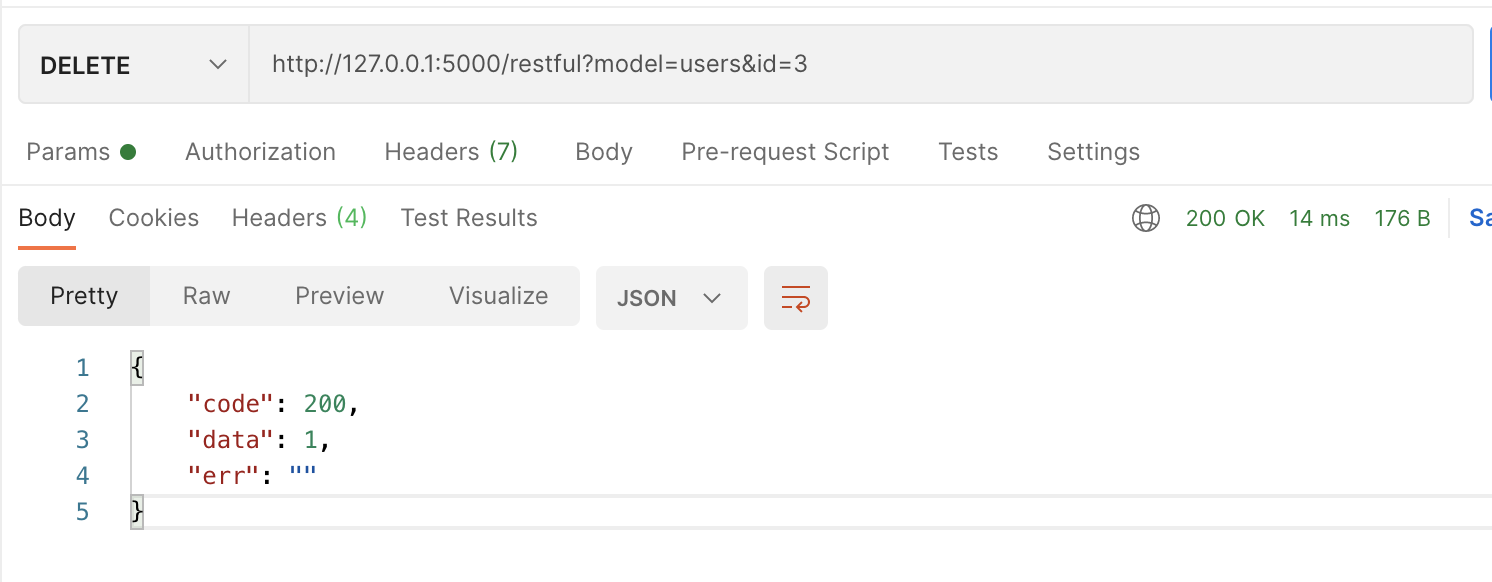 DELETE http://127.0.0.1:5000/restful?model=users&id=3
Params Authorization Headers (7) Body Pre-request Script Tests Settings
Body Cookies Headers (4) Test Results 200 OK 14 ms 176 B Sa
Pretty Raw Preview Visualize JSON
1 {
2 "code": 200,
3 "data": 1,
4 "err": ""
5 }